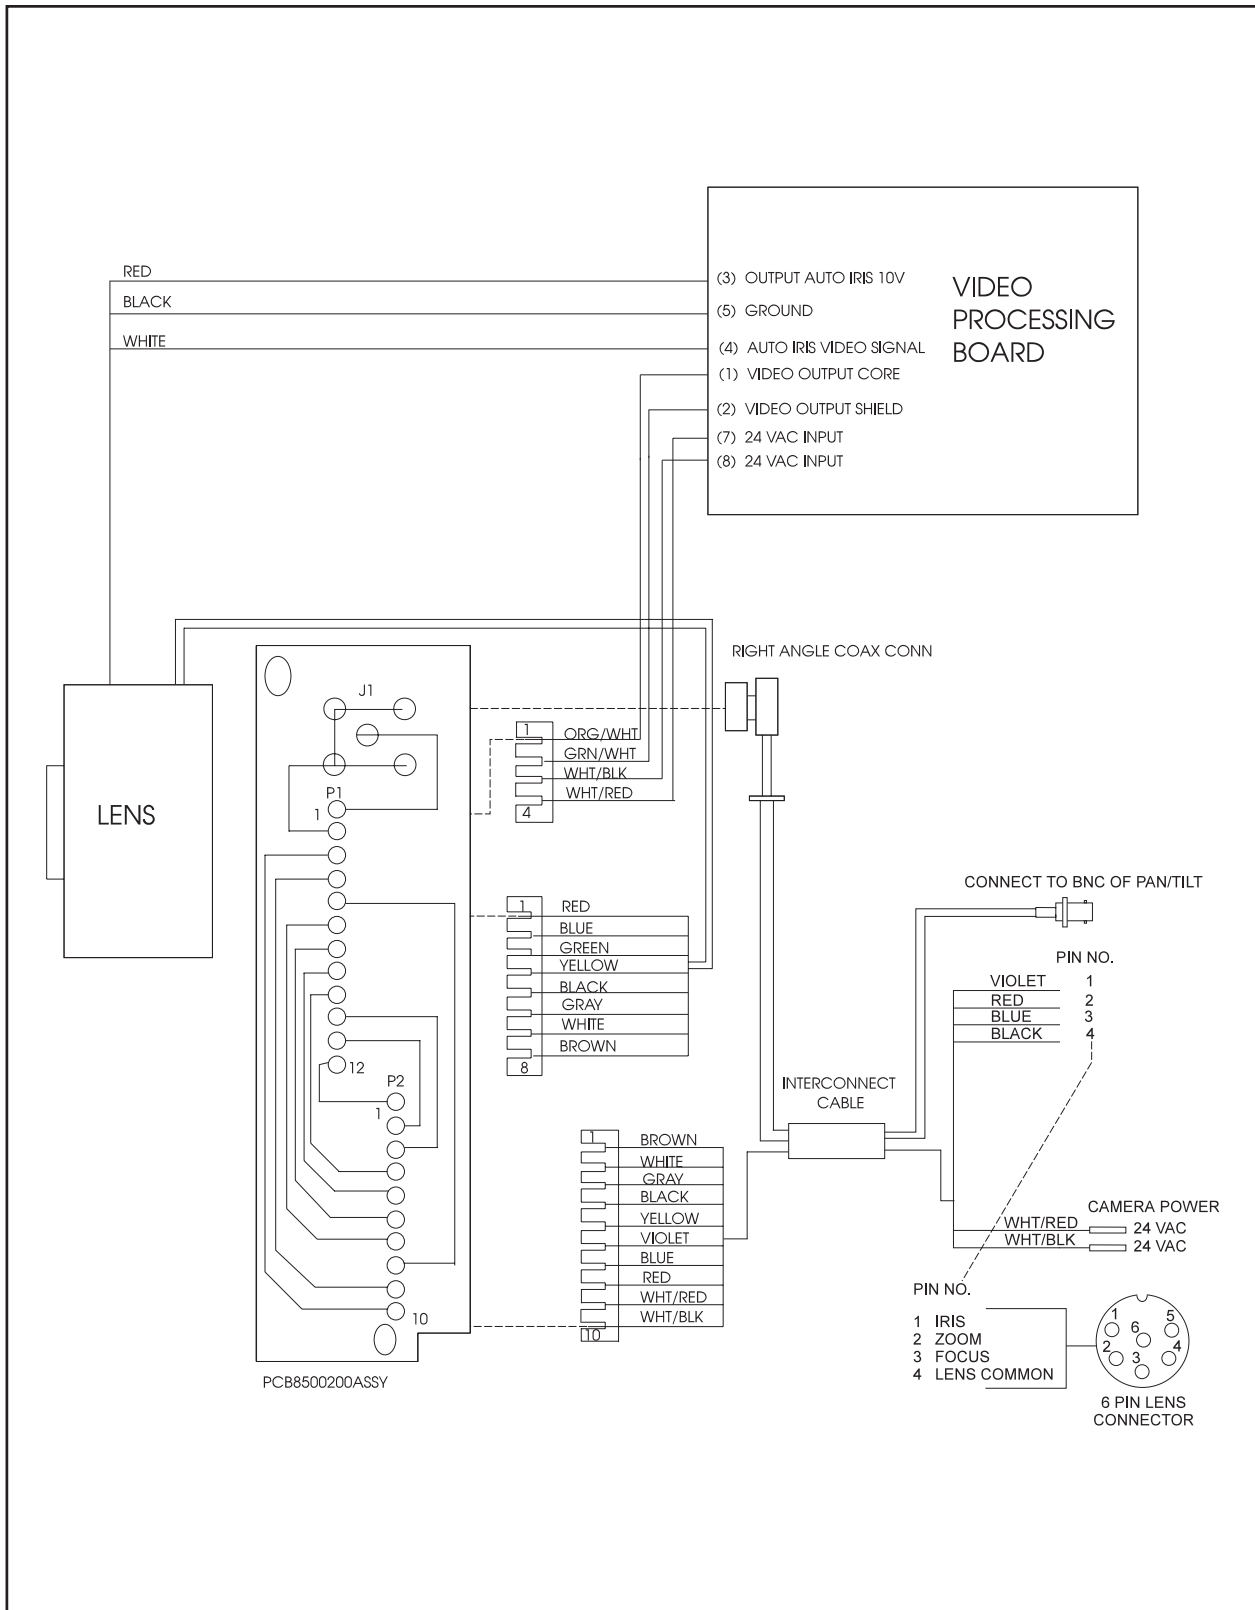 RED
BLACK
WHITE
(3) OUTPUT AUTO IRIS 10V
(5) GROUND
(4) AUTO IRIS VIDEO SIGNAL
(1) VIDEO OUTPUT CORE
(2) VIDEO OUTPUT SHIELD
(7) 24 VAC INPUT
(8) 24 VAC INPUT
VIDEO
PROCESSING
BOARD
LENS
J1
P1
1
12
P2
1
10
PCB8500200ASSY
RIGHT ANGLE COAX CONN
1
ORG/WHT
GRN/WHT
WHT/BLK
WHT/RED
4
1
RED
BLUE
GREEN
YELLOW
BLACK
GRAY
WHITE
BROWN
8
1
BROWN
WHITE
GRAY
BLACK
YELLOW
VIOLET
BLUE
RED
WHT/RED
WHT/BLK
10
INTERCONNECT
CABLE
CONNECT TO BNC OF PAN/TILT
PIN NO.
VIOLET 1
RED 2
BLUE 3
BLACK 4
CAMERA POWER
WHT/RED 24 VAC
WHT/BLK 24 VAC
PIN NO.
1 IRIS
2 ZOOM
3 FOCUS
4 LENS COMMON
1
5
6
2
3
4
6 PIN LENS
CONNECTOR